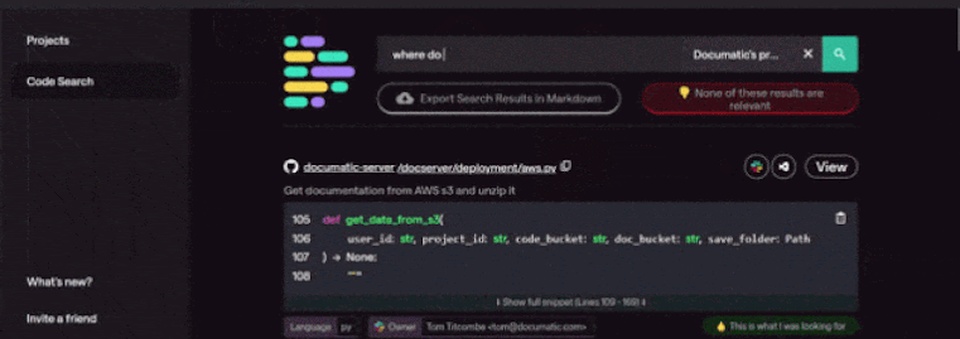 Projects
Code Search
What's new?
Invite a friend
where do
Documatic's pr...
Export Search Results in Markdown
None of these results are
relevant
documatic-server /docserver/deployment/aws.py
View
Get documentation from AWS s3 and unzip it
105 def get_data_from_s3(
106 user_id: str, project_id: str, code_bucket: str, doc_bucket: str, save_folder: Path
107 ) → None:
108 """
Show full snippet (Lines 109 - 169)
Language py Owner Tom Titcombe <tom@documatic.com>
This is what I was looking for